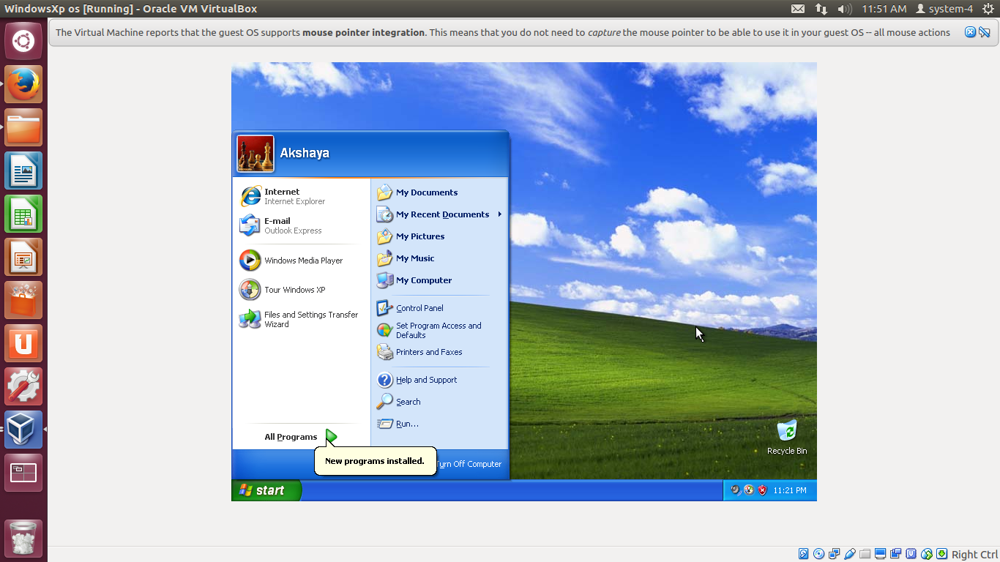 WindowsXp os [Running] - Oracle VM VirtualBox
11:51 AM
system-4
The Virtual Machine reports that the guest OS supports mouse pointer integration. This means that you do not need to capture the mouse pointer to be able to use it in your guest OS -- all mouse actions
Akshaya
Internet
Internet Explorer
E-mail
Outlook Express
Windows Media Player
Tour Windows XP
Files and Settings Transfer
Wizard
All Programs
My Documents
My Recent Documents
My Pictures
My Music
My Computer
Control Panel
Set Program Access and
Defaults
Printers and Faxes
Help and Support
Search
Run...
New programs installed.
Turn Off Computer
Recycle Bin
start
11:21 PM
Right Ctrl